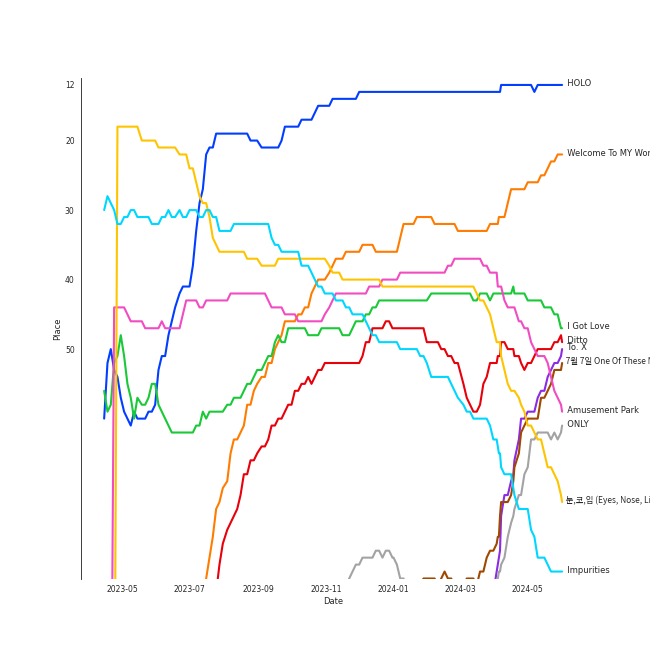 12
HOLO
20
Welcome To MY Wor
30
40
I Got Love
Ditto
To. X
50
7월 7일 One Of These N
Amusement Park
ONLY
눈,코,입 (Eyes, Nose, Li
Impurities
Place
2023-05
2023-07
2023-09
2023-11
2024-01
2024-03
2024-05
Date